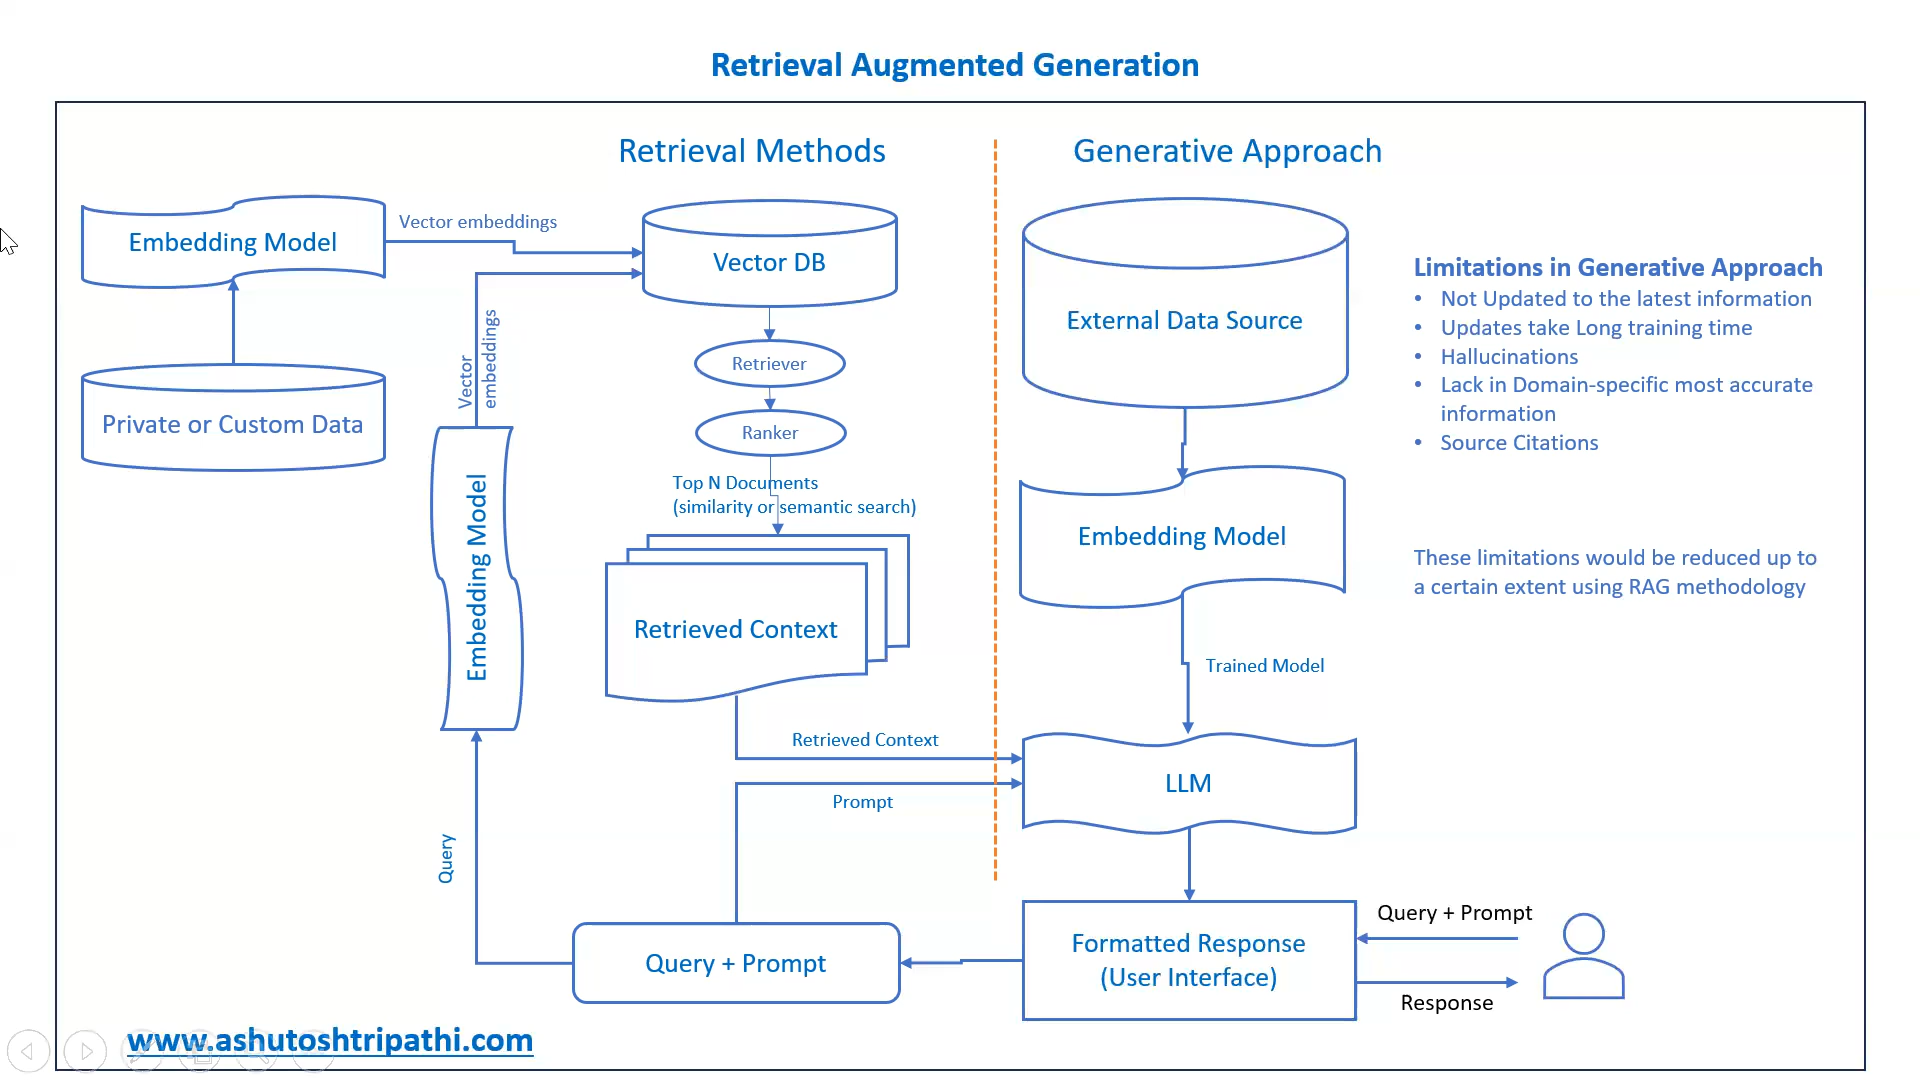 Retrieval Augmented Generation
Retrieval Methods
Generative Approach
Embedding Model
Vector embeddings
Vector DB
External Data Source
Limitations in Generative Approach
• Not Updated to the latest information
• Updates take Long training time
• Hallucinations
• Lack in Domain-specific most accurate
information
• Source Citations
Private or Custom Data
Vector
embeddings
Retriever
Ranker
Top N Documents
(similarity or semantic search)
Embedding Model
Retrieved Context
Embedding Model
These limitations would be reduced up to
a certain extent using RAG methodology
Trained Model
Retrieved Context
Prompt
LLM
Query
Query + Prompt
Formatted Response
(User Interface)
Query + Prompt
Response
www.ashutoshtripathi.com